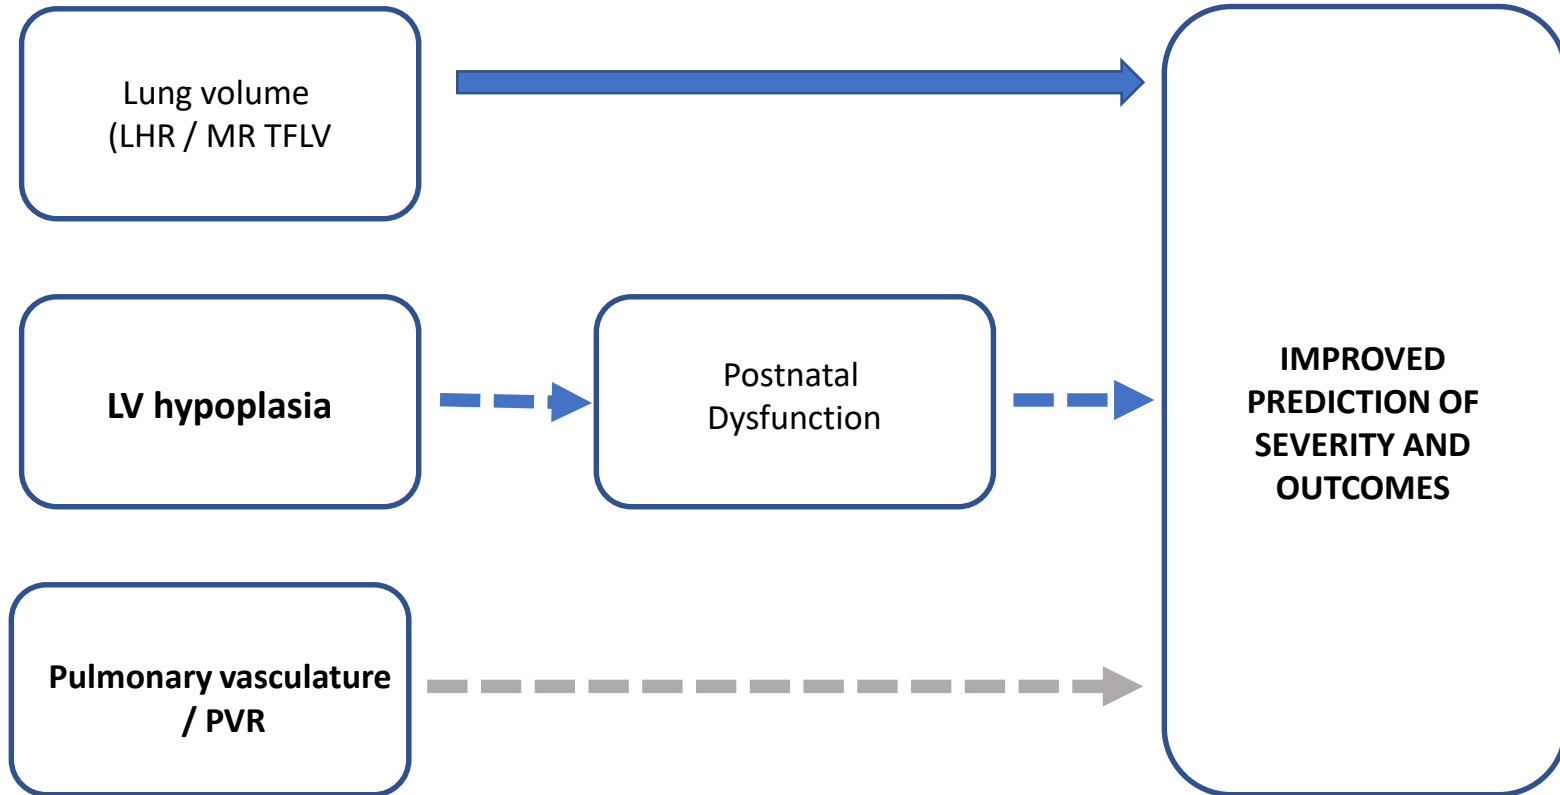 Lung volume
(LHR / MR TFLV
LV hypoplasia
Postnatal
Dysfunction
Pulmonary vasculature
/ PVR
IMPROVED
PREDICTION OF
SEVERITY AND
OUTCOMES